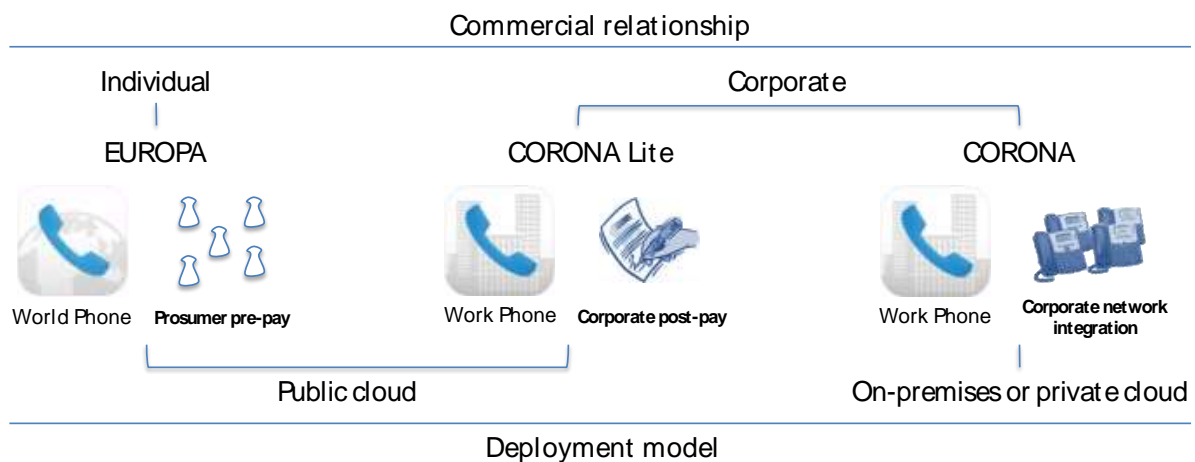 Commercial relationship
Individual
Corporate
EUROPA
CORONA Lite
CORONA
World Phone
Prosumer pre-pay
Work Phone
Corporate post-pay
Work Phone
Corporate network
integration
Public cloud
On-premises or private cloud
Deployment model